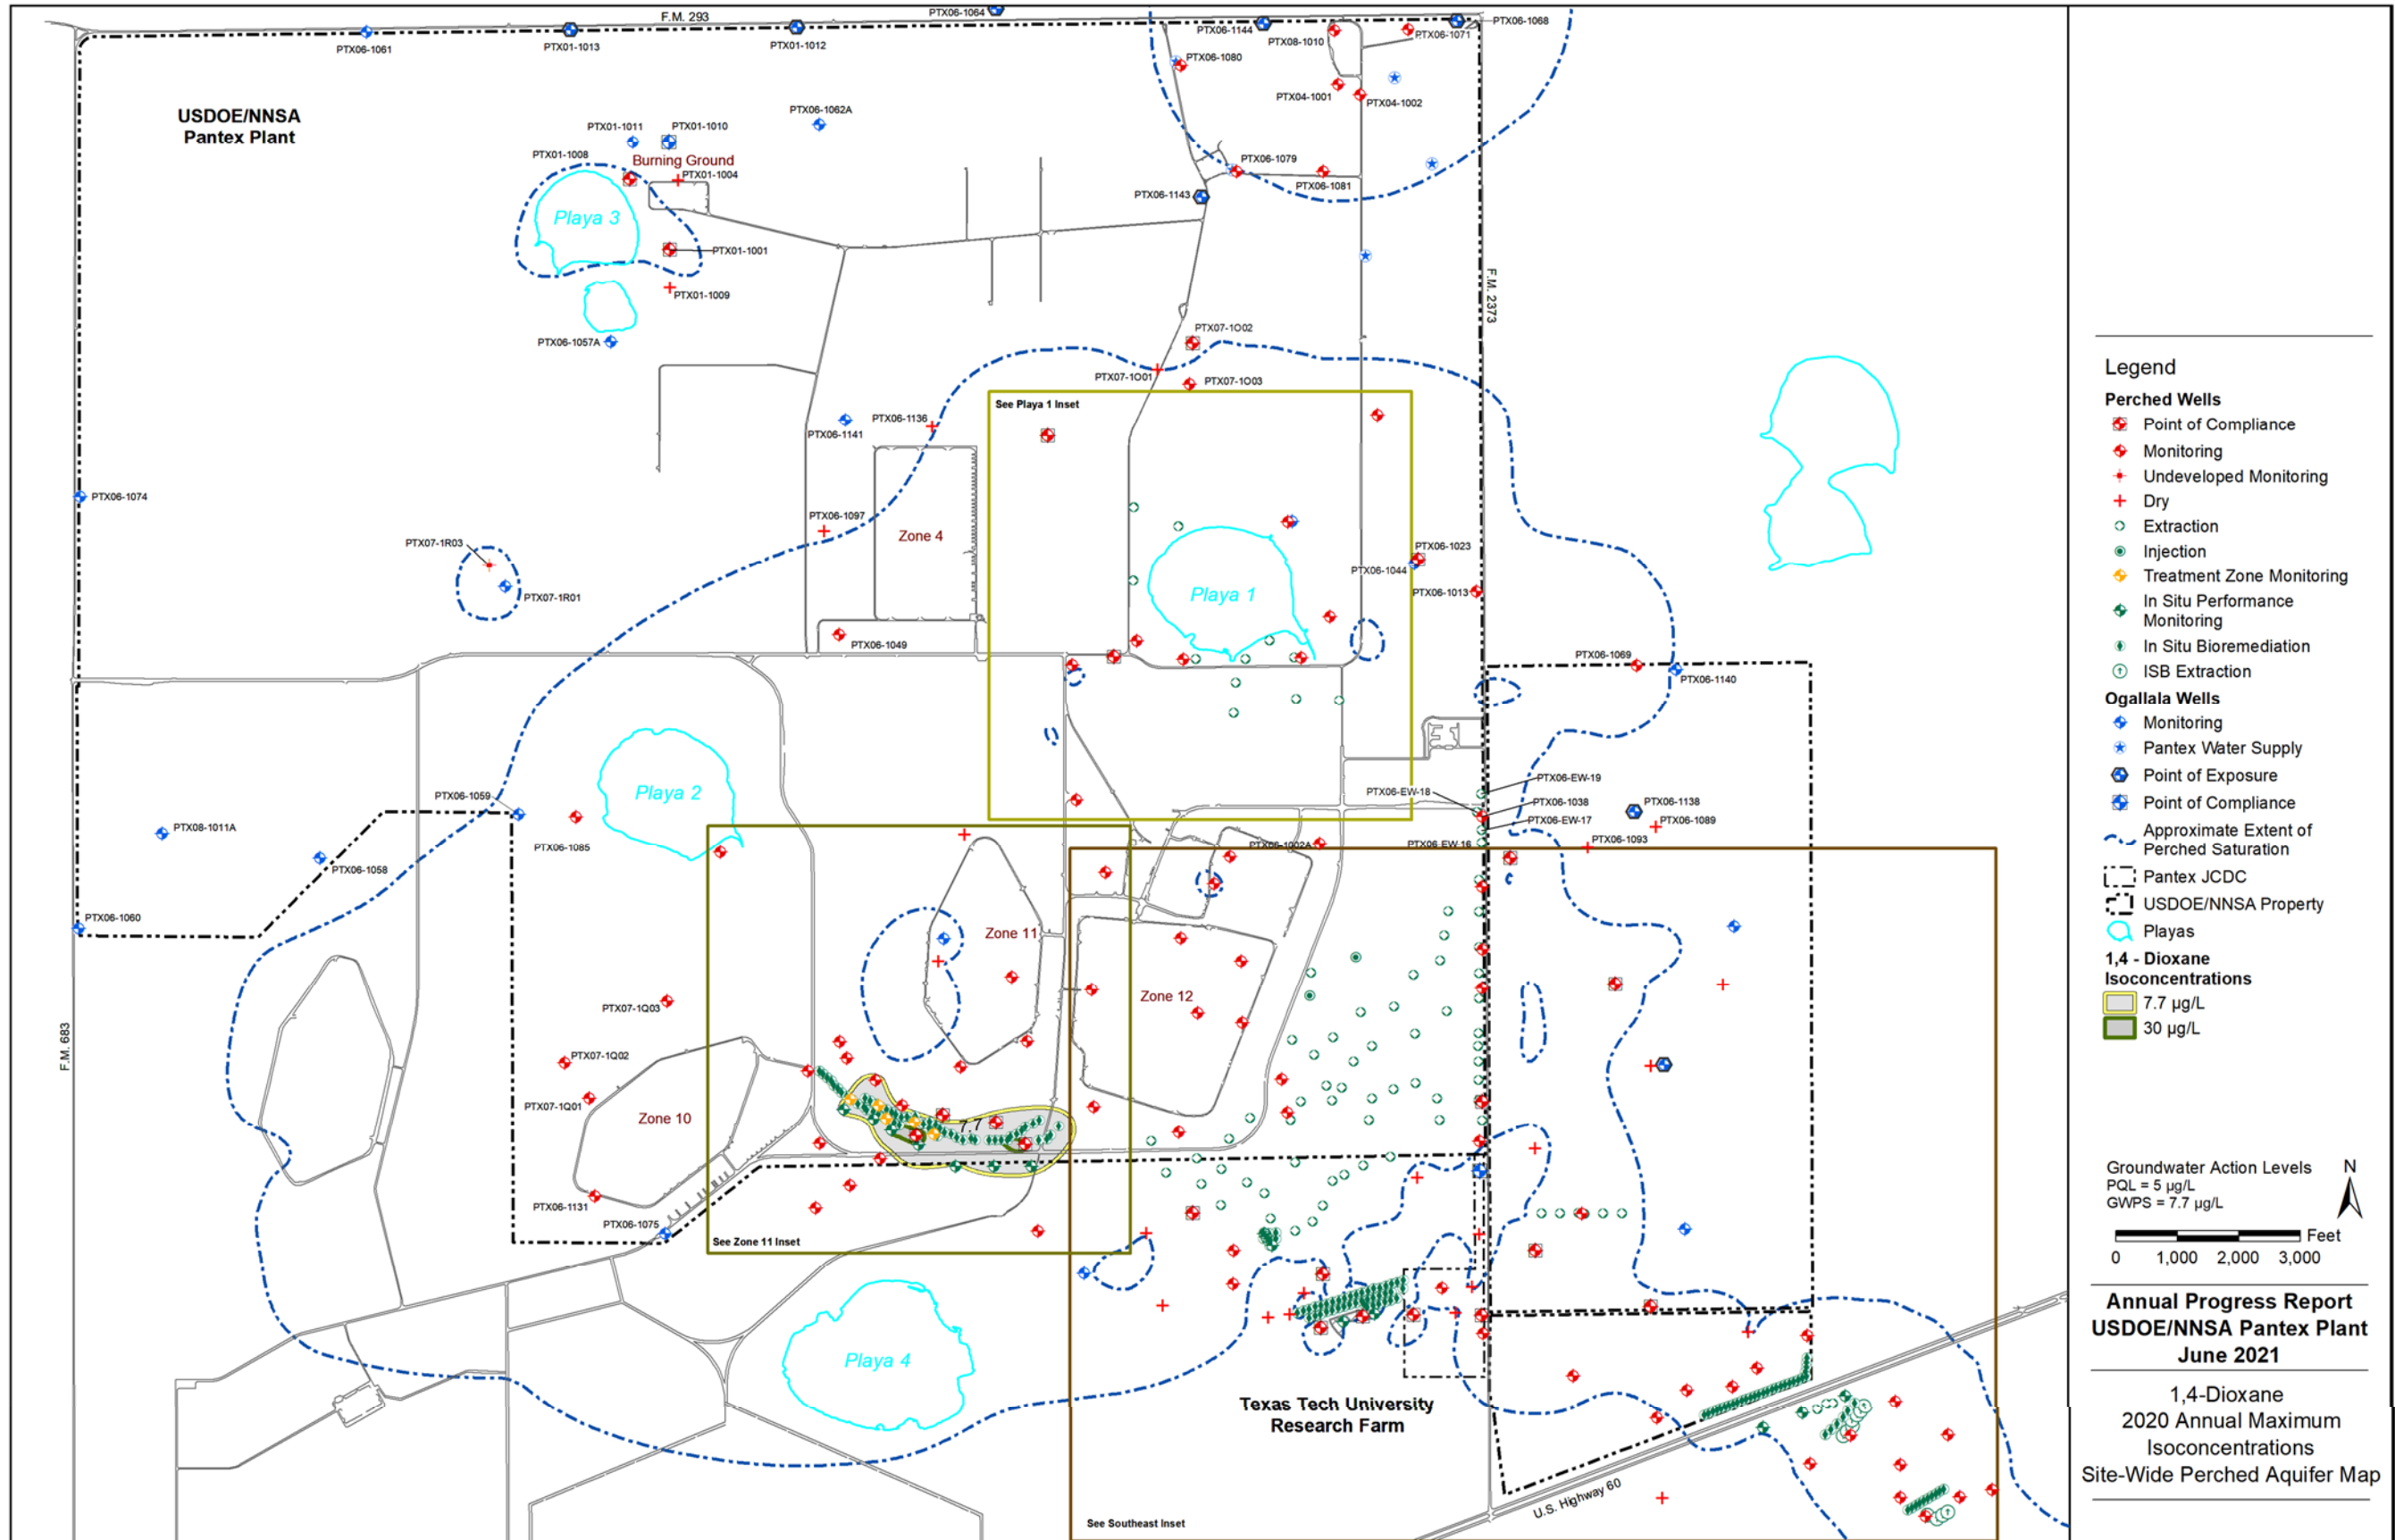 F.M. 293
PTX06-1064
PTX06-1061
PTX01-1013
PTX01-1012
PTX06-1144
PTX08-1010
PTX06-1068
PTX06-1071
PTX06-1080
PTX04-1001
PTX04-1002
USDOE/NNSA
Pantex Plant
PTX06-1062A
PTX01-1011
PTX01-1010
PTX01-1008
Burning Ground
PTX01-1004
PTX06-1079
PTX06-1081
PTX06-1143
Playa 3
PTX01-1001
PTX01-1009
PTX06-1057A
F.M. 2373
PTX07-1O02
PTX07-1O01
PTX07-1O03
See Playa 1 Inset
PTX06-1136
PTX06-1141
PTX06-1074
PTX06-1097
Zone 4
PTX07-1R03
PTX07-1R01
PTX06-1023
PTX06-1044
PTX06-1013
Playa 1
PTX06-1049
PTX06-1069
PTX06-1140
Playa 2
PTX06-1059
PTX06-EW-19
PTX06-EW-18
PTX06-1038
PTX06-1138
PTX06-EW-17
PTX06-1089
PTX08-1011A
PTX06-1085
PTX06-1002A
PTX06-EW-16
PTX06-1093
PTX06-1058
PTX06-1060
Zone 11
Zone 12
PTX07-1Q03
F.M. 683
PTX07-1Q02
PTX07-1Q01
Zone 10
7.7
PTX06-1131
PTX06-1075
See Zone 11 Inset
Playa 4
Texas Tech University
Research Farm
U.S. Highway 60
See Southeast Inset
Legend
Perched Wells
Point of Compliance
Monitoring
Undeveloped Monitoring
Dry
Extraction
Injection
Treatment Zone Monitoring
In Situ Performance
Monitoring
In Situ Bioremediation
ISB Extraction
Ogallala Wells
Monitoring
Pantex Water Supply
Point of Exposure
Point of Compliance
Approximate Extent of
Perched Saturation
Pantex JCDC
USDOE/NNSA Property
Playas
1,4 - Dioxane
Isoconcentrations
7.7 µg/L
30 µg/L
Groundwater Action Levels
PQL = 5 µg/L
GWPS = 7.7 µg/L
N
Feet
0 1,000 2,000 3,000
Annual Progress Report
USDOE/NNSA Pantex Plant
June 2021
1,4-Dioxane
2020 Annual Maximum
Isoconcentrations
Site-Wide Perched Aquifer Map